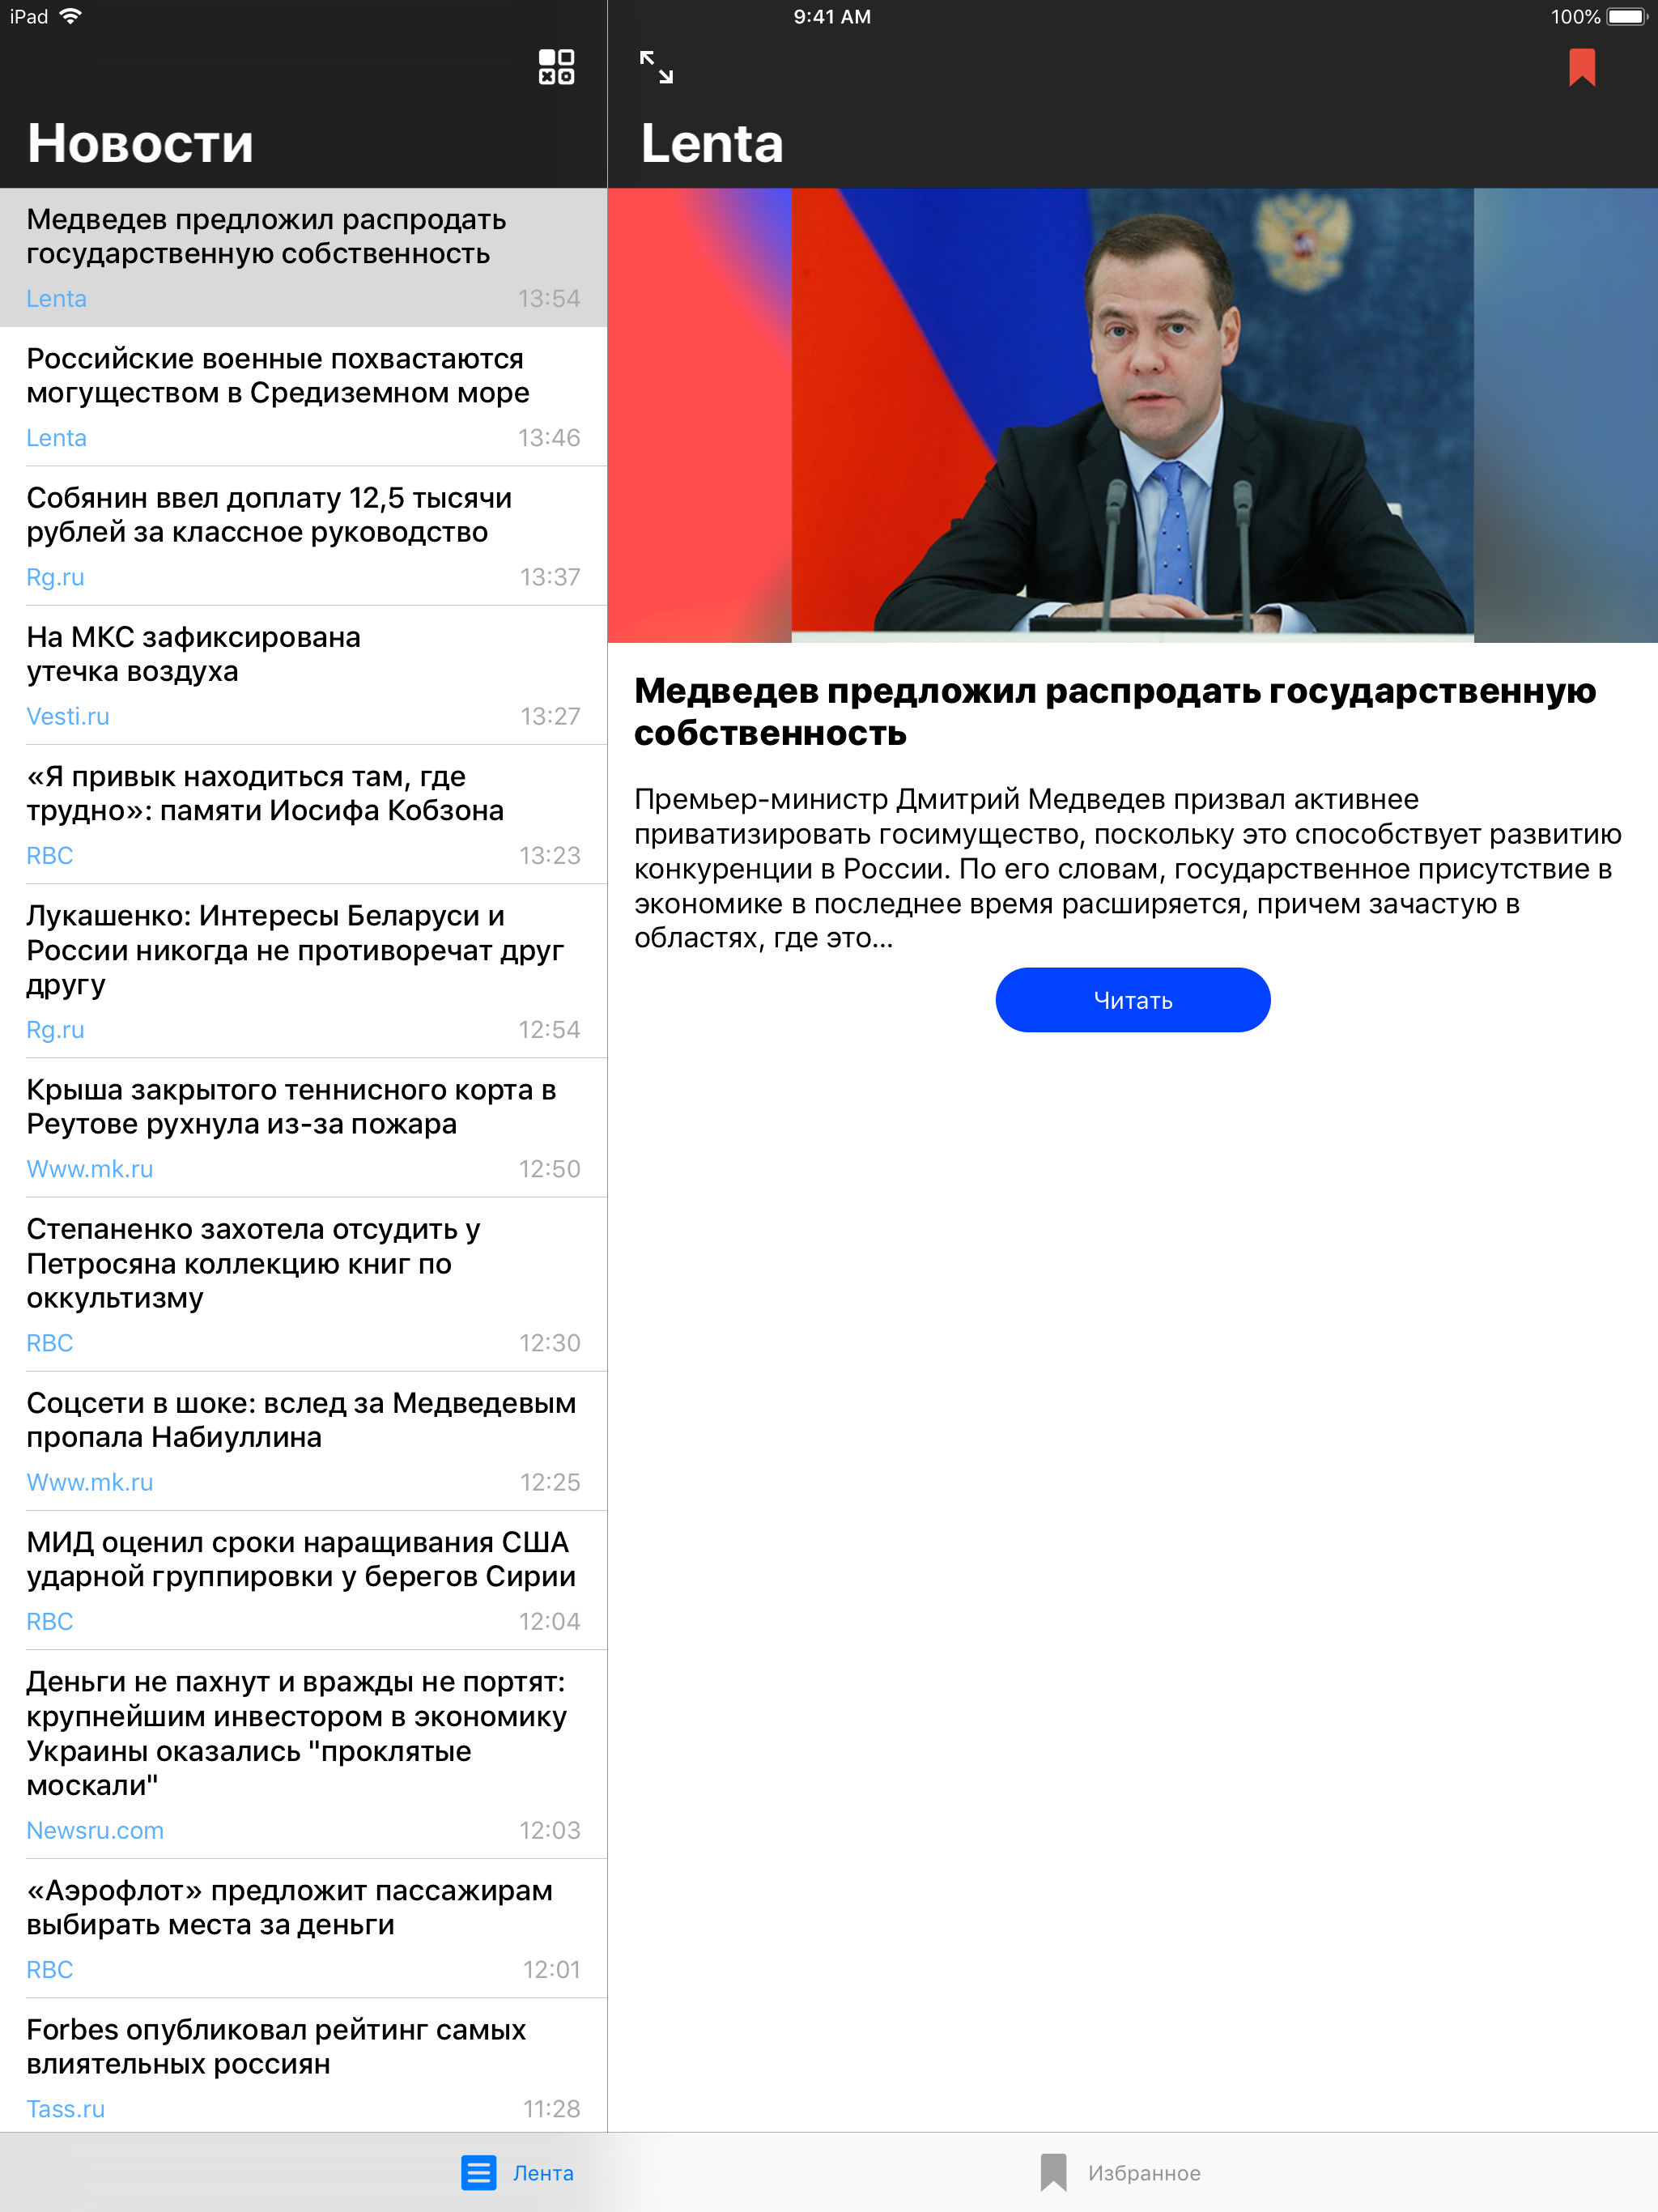 iPad
9:41 AM
100%
Новости
Медведев предложил распродать
государственную собственность
Lenta
13:54
Российские военные похвастаются
могуществом в Средиземном море
Lenta
13:46
Собянин ввел доплату 12,5 тысячи
рублей за классное руководство
Rg.ru
13:37
На МКС зафиксирована
утечка воздуха
Vesti.ru
13:27
«Я привык находиться там, где
трудно»: памяти Иосифа Кобзона
RBC
13:23
Лукашенко: Интересы Беларуси и
России никогда не противоречат друг
другу
Rg.ru
12:54
Крыша закрытого теннисного корта в
Реутове рухнула из-за пожара
Www.mk.ru
12:50
Степаненко захотела отсудить у
Петросяна коллекцию книг по
оккультизму
RBC
12:30
Соцсети в шоке: вслед за Медведевым
пропала Набиуллина
Www.mk.ru
12:25
МИД оценил сроки наращивания США
ударной группировки у берегов Сирии
RBC
12:04
Деньги не пахнут и вражды не портят:
крупнейшим инвестором в экономику
Украины оказались "проклятые
москали"
Newsru.com
12:03
«Аэрофлот» предложит пассажирам
выбирать места за деньги
RBC
12:01
Forbes опубликовал рейтинг самых
влиятельных россиян
Tass.ru
11:28
Lenta
Медведев предложил распродать государственную
собственность
Премьер-министр Дмитрий Медведев призвал активнее
приватизировать госимущество, поскольку это способствует развитию
конкуренции в России. По его словам, государственное присутствие в
экономике в последнее время расширяется, причем зачастую в
областях, где это...
Читать
Лента
Избранное